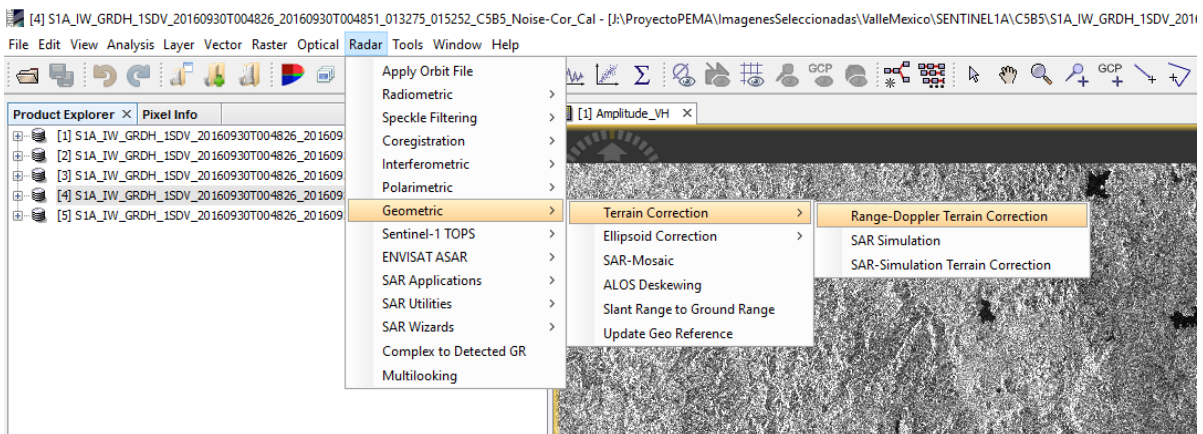 [4] S1A_IW_GRDH_1SDV_20160930T004826_20160930T004851_013275_015252_C5B5_Noise-Cor_Cal - [J:\ProyectoPEMA\ImagenesSeleccionadas\ValleMexico\SENTINEL1A\C5B5\S1A_IW_GRDH_1SDV_201
File Edit View Analysis Layer Vector Raster Optical Radar Tools Window Help
GCP
GCP
Product Explorer × Pixel Info
[1] Amplitude_VH ×
[1] S1A_IW_GRDH_1SDV_20160930T004826_201609
[2] S1A_IW_GRDH_1SDV_20160930T004826_201609
[3] S1A_IW_GRDH_1SDV_20160930T004826_201609
[4] S1A_IW_GRDH_1SDV_20160930T004826_201609
[5] S1A_IW_GRDH_1SDV_20160930T004826_201609
Apply Orbit File
Radiometric >
Speckle Filtering >
Coregistration >
Interferometric >
Polarimetric >
Geometric >
Sentinel-1 TOPS >
ENVISAT ASAR >
SAR Applications >
SAR Utilities >
SAR Wizards >
Complex to Detected GR
Multilooking
Terrain Correction >
Ellipsoid Correction >
SAR-Mosaic
ALOS Deskewing
Slant Range to Ground Range
Update Geo Reference
Range-Doppler Terrain Correction
SAR Simulation
SAR-Simulation Terrain Correction